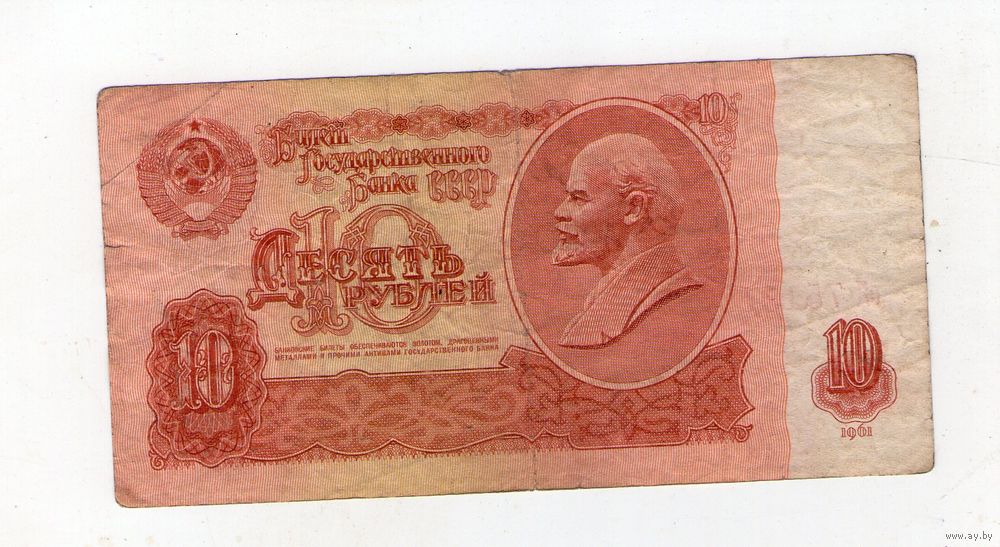 Билет
Государственного
Банка СССР
10
10
Десять
рублей
БАНКОВСКИЕ БИЛЕТЫ ОБЕСПЕЧИВАЮТСЯ ЗОЛОТОМ, ДРАГОЦЕННЫМИ
МЕТАЛЛАМИ И ПРОЧИМИ АКТИВАМИ ГОСУДАРСТВЕННОГО БАНКА
10
10
1961
www.ay.by